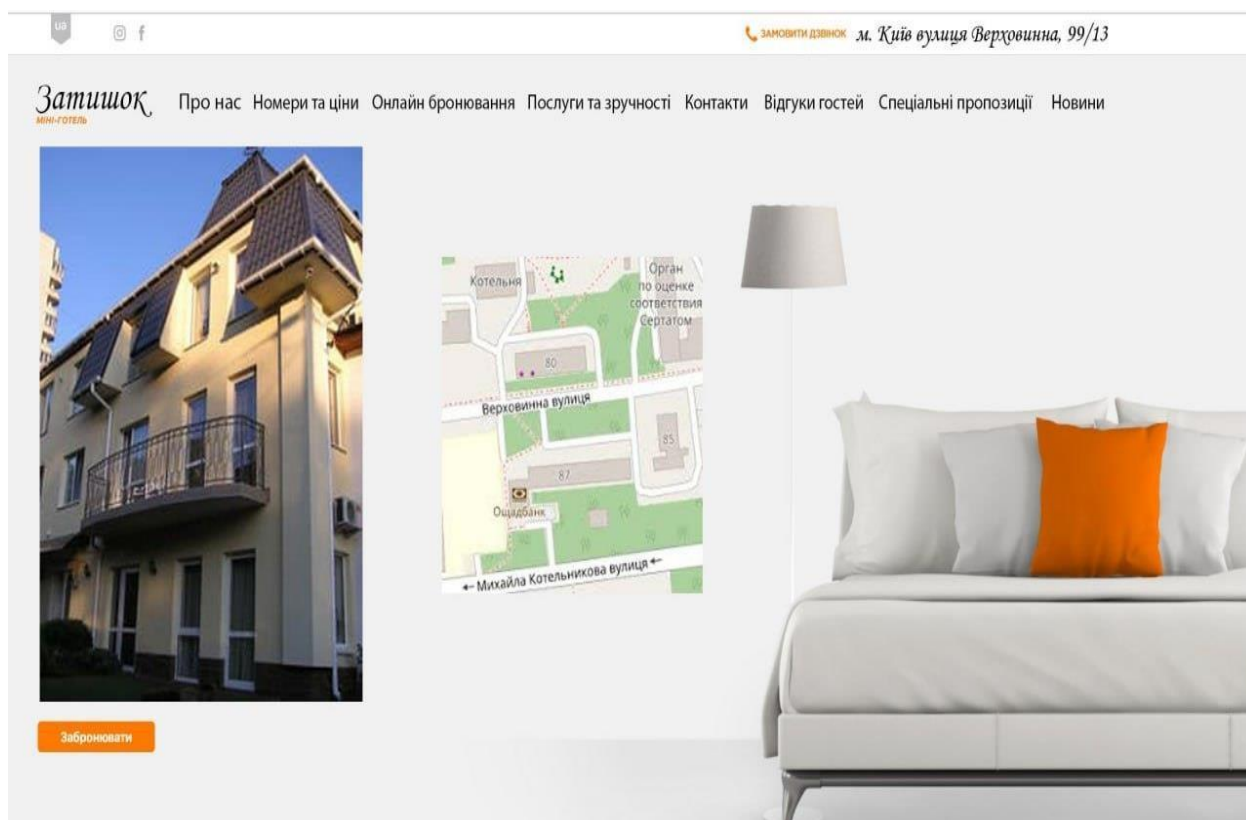 ua
ЗАМОВИТИ ДЗВІНОК м. Київ вулиця Верховинна, 99/13
Затишок
МІНІ-ГОТЕЛЬ
Про нас Номери та ціни Онлайн бронювання Послуги та зручності Контакти Відгуки гостей Спеціальні пропозиції Новини
Котельня
Орган
по оценке
соответствия
Сертатом
80
Верховинна вулиця
85
87
Ощадбанк
← Михайла Котельникова вулиця ←
Забронювати